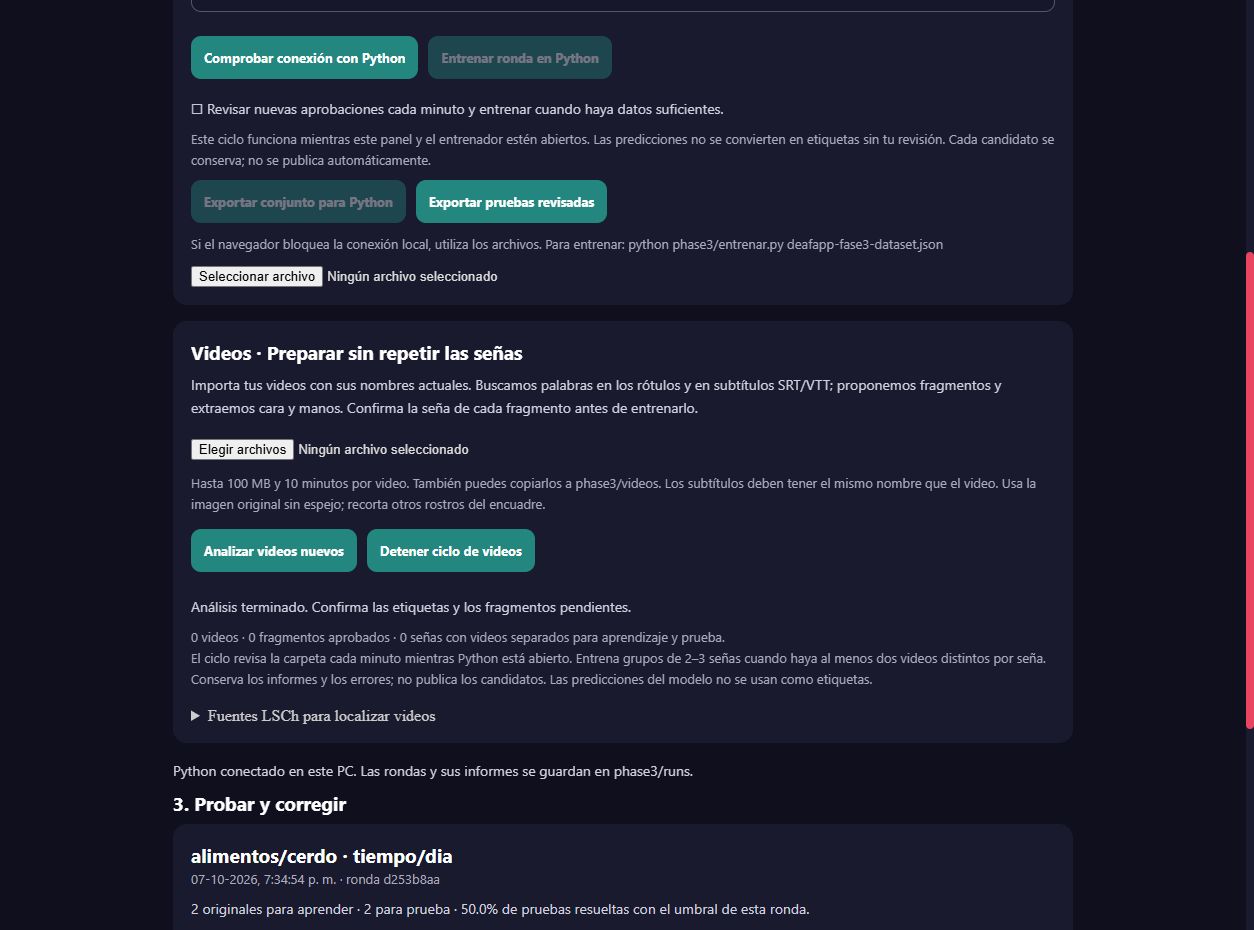 Comprobar conexión con Python
Entrenar ronda en Python
Revisar nuevas aprobaciones cada minuto y entrenar cuando haya datos suficientes.
Este ciclo funciona mientras este panel y el entrenador estén abiertos. Las predicciones no se convierten en etiquetas sin tu revisión. Cada candidato se
conserva; no se publica automáticamente.
Exportar conjunto para Python
Exportar pruebas revisadas
Si el navegador bloquea la conexión local, utiliza los archivos. Para entrenar: python phase3/entrenar.py deafapp-fase3-dataset.json
Seleccionar archivo Ningún archivo seleccionado
Videos · Preparar sin repetir las señas
Importa tus videos con sus nombres actuales. Buscamos palabras en los rótulos y en subtítulos SRT/VTT; proponemos fragmentos y
extraemos cara y manos. Confirma la seña de cada fragmento antes de entrenarlo.
Elegir archivos Ningún archivo seleccionado
Hasta 100 MB y 10 minutos por video. También puedes copiarlos a phase3/videos. Los subtítulos deben tener el mismo nombre que el video. Usa la
imagen original sin espejo; recorta otros rostros del encuadre.
Analizar videos nuevos
Detener ciclo de videos
Análisis terminado. Confirma las etiquetas y los fragmentos pendientes.
0 videos · 0 fragmentos aprobados · 0 señas con videos separados para aprendizaje y prueba.
El ciclo revisa la carpeta cada minuto mientras Python está abierto. Entrena grupos de 2–3 señas cuando haya al menos dos videos distintos por seña.
Conserva los informes y los errores; no publica los candidatos. Las predicciones del modelo no se usan como etiquetas.
Fuentes LSCh para localizar videos
Python conectado en este PC. Las rondas y sus informes se guardan en phase3/runs.
3. Probar y corregir
alimentos/cerdo · tiempo/dia
07-10-2026, 7:34:54 p. m. · ronda d253b8aa
2 originales para aprender · 2 para prueba · 50.0% de pruebas resueltas con el umbral de esta ronda.